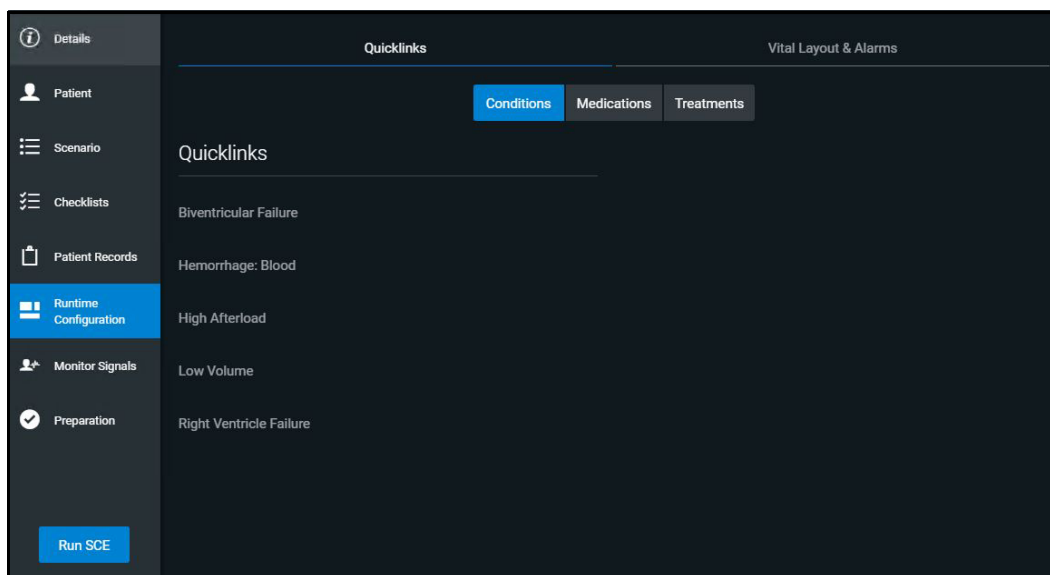 Details
Patient
Scenario
Checklists
Patient Records
Runtime
Configuration
Monitor Signals
Preparation
Run SCE
Quicklinks
Vital Layout & Alarms
Conditions
Medications
Treatments
Quicklinks
Biventricular Failure
Hemorrhage: Blood
High Afterload
Low Volume
Right Ventricle Failure